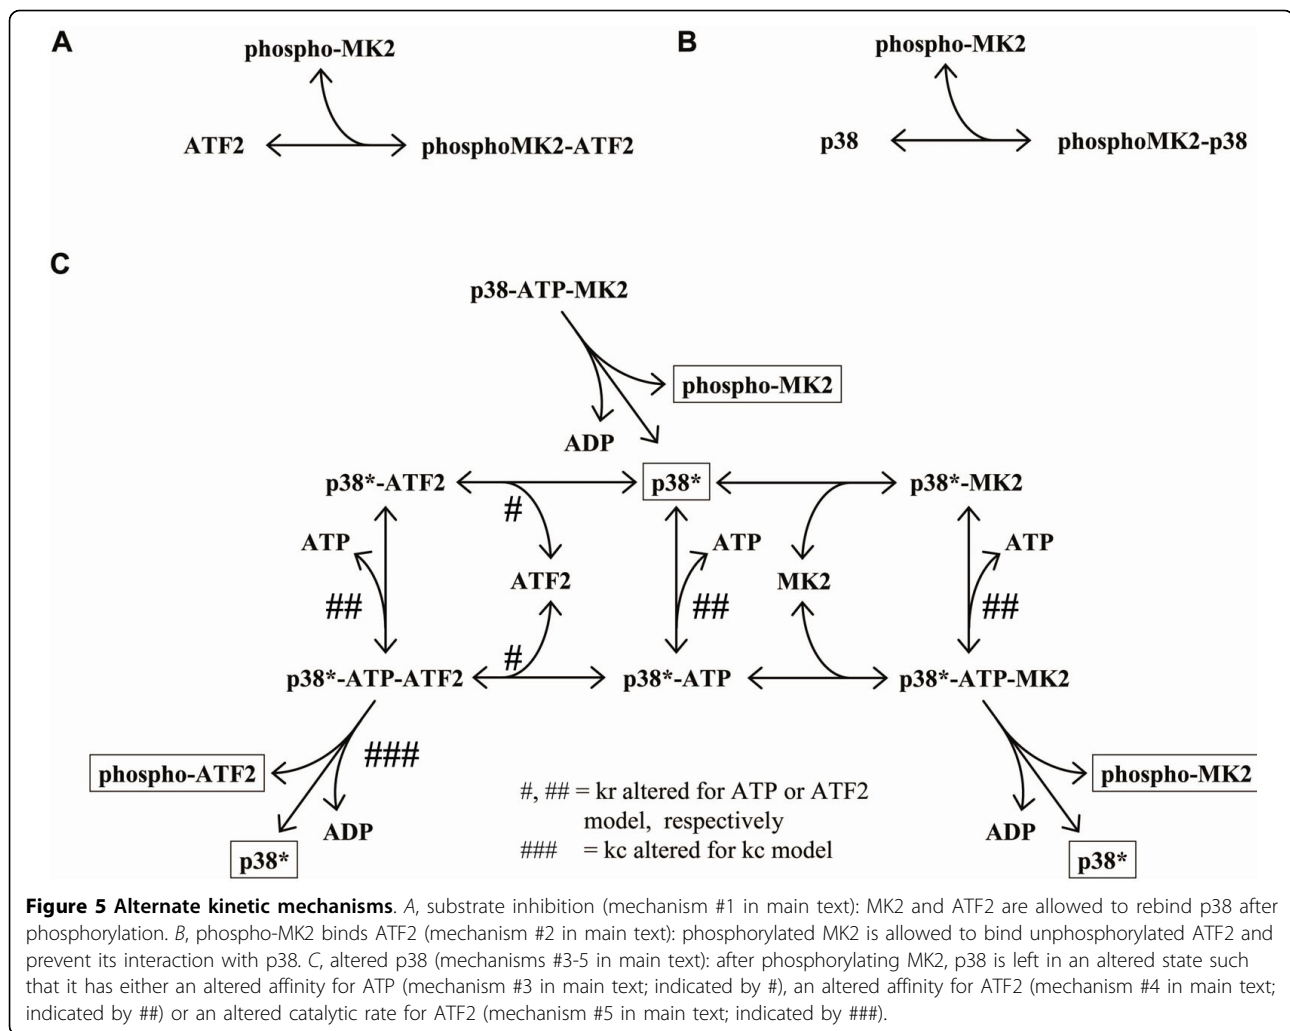 A
phospho-MK2
ATF2
phosphoMK2-ATF2
B
phospho-MK2
p38
phosphoMK2-p38
C
p38-ATP-MK2
phospho-MK2
ADP
p38*-ATF2
p38*
p38*-MK2
#
ATP
ATP
ATP
ATF2
MK2
##
##
##
#
p38*-ATP-ATF2
p38*-ATP
p38*-ATP-MK2
###
phospho-ATF2
phospho-MK2
#, ## = kr altered for ATP or ATF2
model, respectively
### = kc altered for kc model
ADP
ADP
p38*
p38*
Figure 5 Alternate kinetic mechanisms. A, substrate inhibition (mechanism #1 in main text): MK2 and ATF2 are allowed to rebind p38 after
phosphorylation. B, phospho-MK2 binds ATF2 (mechanism #2 in main text): phosphorylated MK2 is allowed to bind unphosphorylated ATF2 and
prevent its interaction with p38. C, altered p38 (mechanisms #3-5 in main text): after phosphorylating MK2, p38 is left in an altered state such
that it has either an altered affinity for ATP (mechanism #3 in main text; indicated by #), an altered affinity for ATF2 (mechanism #4 in main text;
indicated by ##) or an altered catalytic rate for ATF2 (mechanism #5 in main text; indicated by ###).